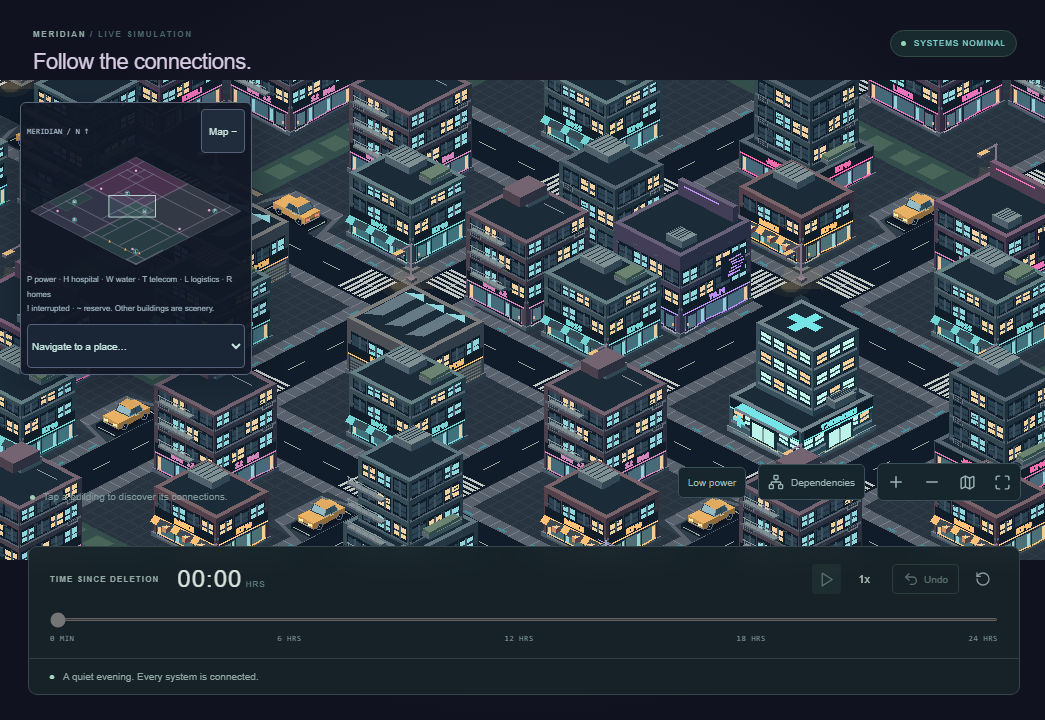 MERIDIAN / LIVE SIMULATION
Follow the connections.
SYSTEMS NOMINAL
MERIDIAN / N ↑
Map −
P power · H hospital · W water · T telecom · L logistics · R
homes
! interrupted · ~ reserve. Other buildings are scenery.
Navigate to a place...
Tap a building to discover its connections.
Low power
Dependencies
TIME SINCE DELETION
00:00 HRS
1x
Undo
0 MIN
6 HRS
12 HRS
18 HRS
24 HRS
A quiet evening. Every system is connected.